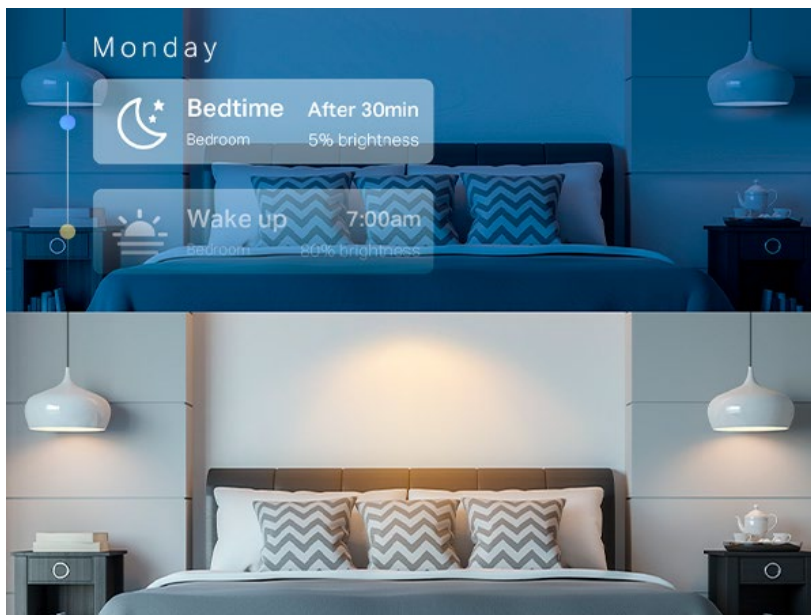 Monday
Bedtime After 30min
Bedroom 5% brightness
Wake up 7:00am
Bedroom 80% brightness